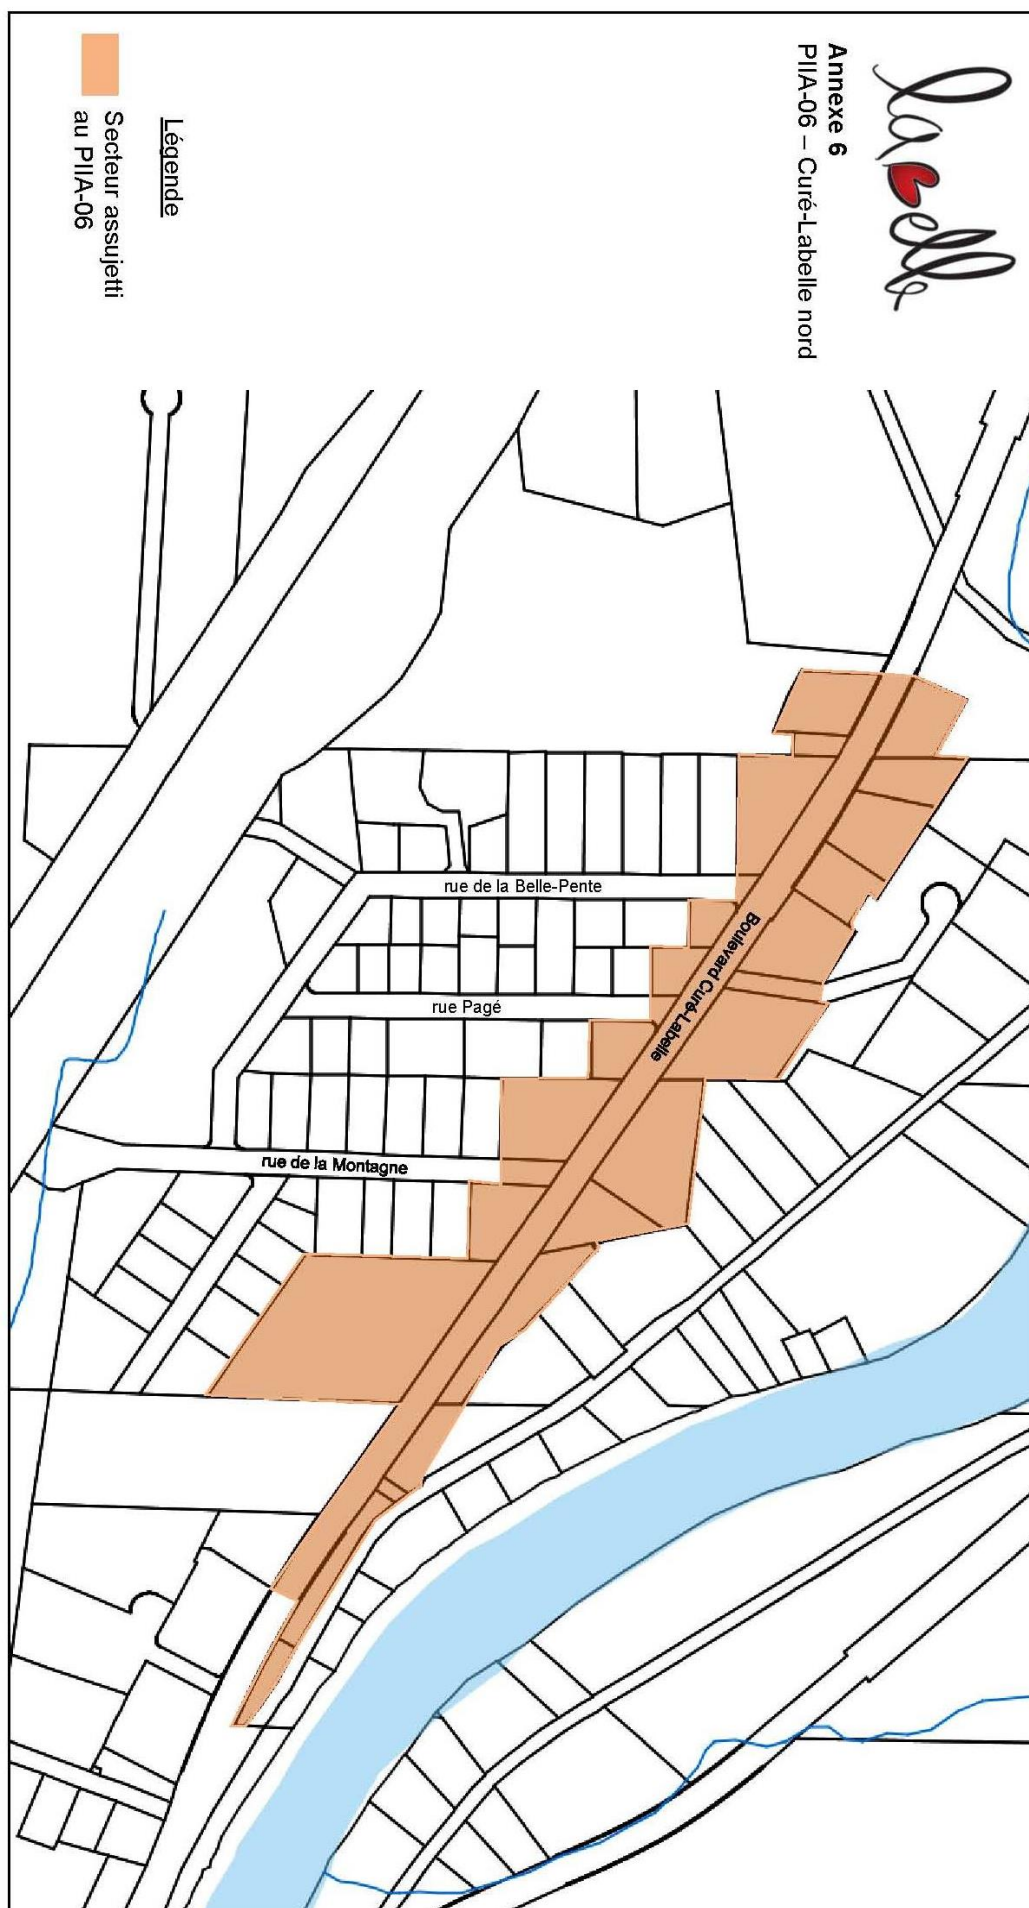 Labelle
Annexe 6
PIIA-06 – Curé-Labelle nord
Légende
Secteur assujetti
au PIIA-06
rue de la Belle-Pente
Boulevard Curé-Labelle
rue Pagé
rue de la Montagne